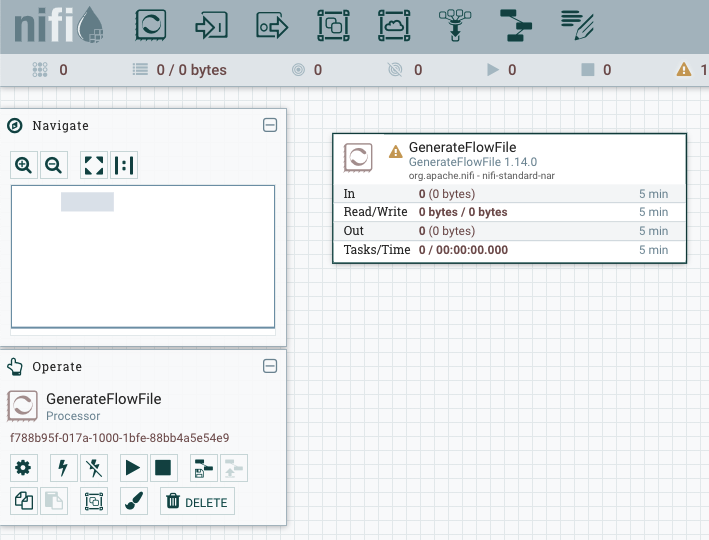 nifi
0 0 / 0 bytes 0 0 0 0 1
Navigate
GenerateFlowFile
GenerateFlowFile 1.14.0
org.apache.nifi - nifi-standard-nar
In 0 (0 bytes) 5 min
Read/Write 0 bytes / 0 bytes 5 min
Out 0 (0 bytes) 5 min
Tasks/Time 0 / 00:00:00.000 5 min
Operate
GenerateFlowFile
Processor
f788b95f-017a-1000-1bfe-88bb4a5e54e9
DELETE